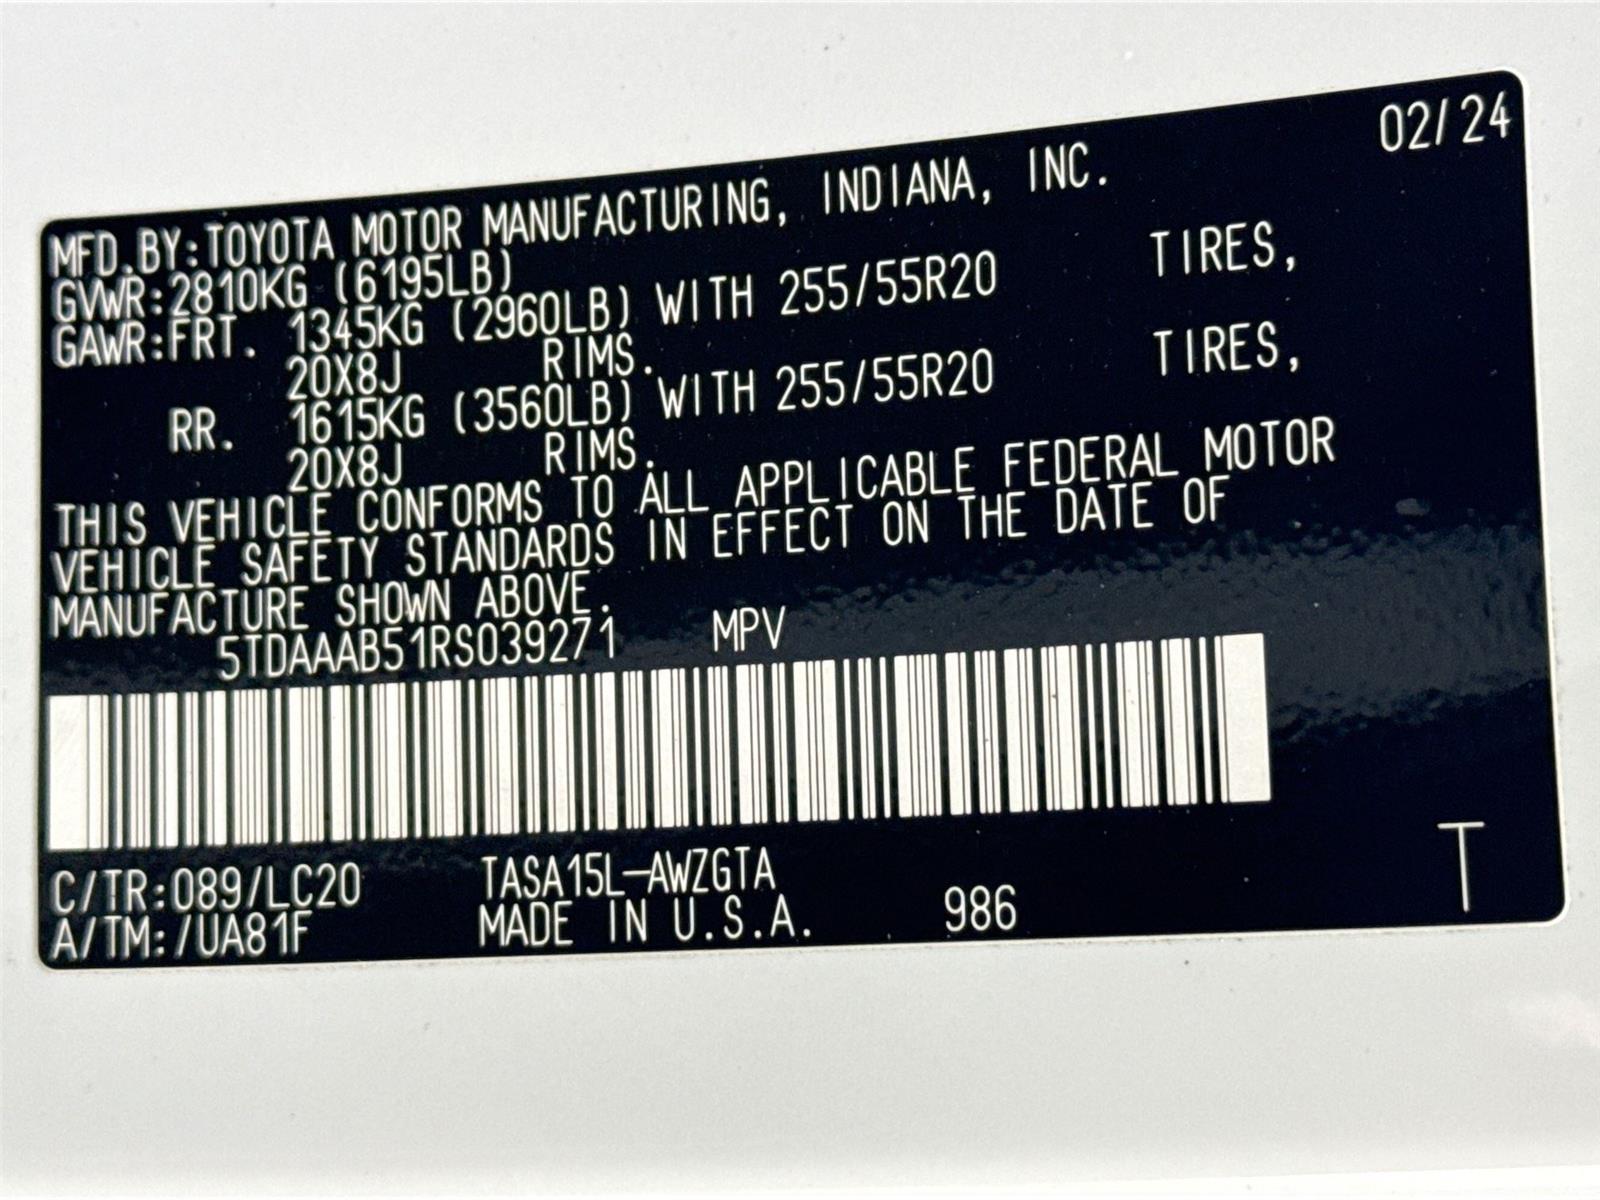 02/24
MFD.BY:TOYOTA MOTOR MANUFACTURING, INDIANA, INC.
GVWR:2810KG (6195LB)
GAWR:FRT. 1345KG (2960LB) WITH 255/55R20 TIRES,
20X8J RIMS.
RR. 1615KG (3560LB) WITH 255/55R20 TIRES,
20X8J RIMS.
THIS VEHICLE CONFORMS TO ALL APPLICABLE FEDERAL MOTOR
VEHICLE SAFETY STANDARDS IN EFFECT ON THE DATE OF
MANUFACTURE SHOWN ABOVE.
5TDAAAB51RS039271 MPV
C/TR:089/LC20 TASA15L-AWZGTA
A/TM:/UA81F MADE IN U.S.A. 986
T